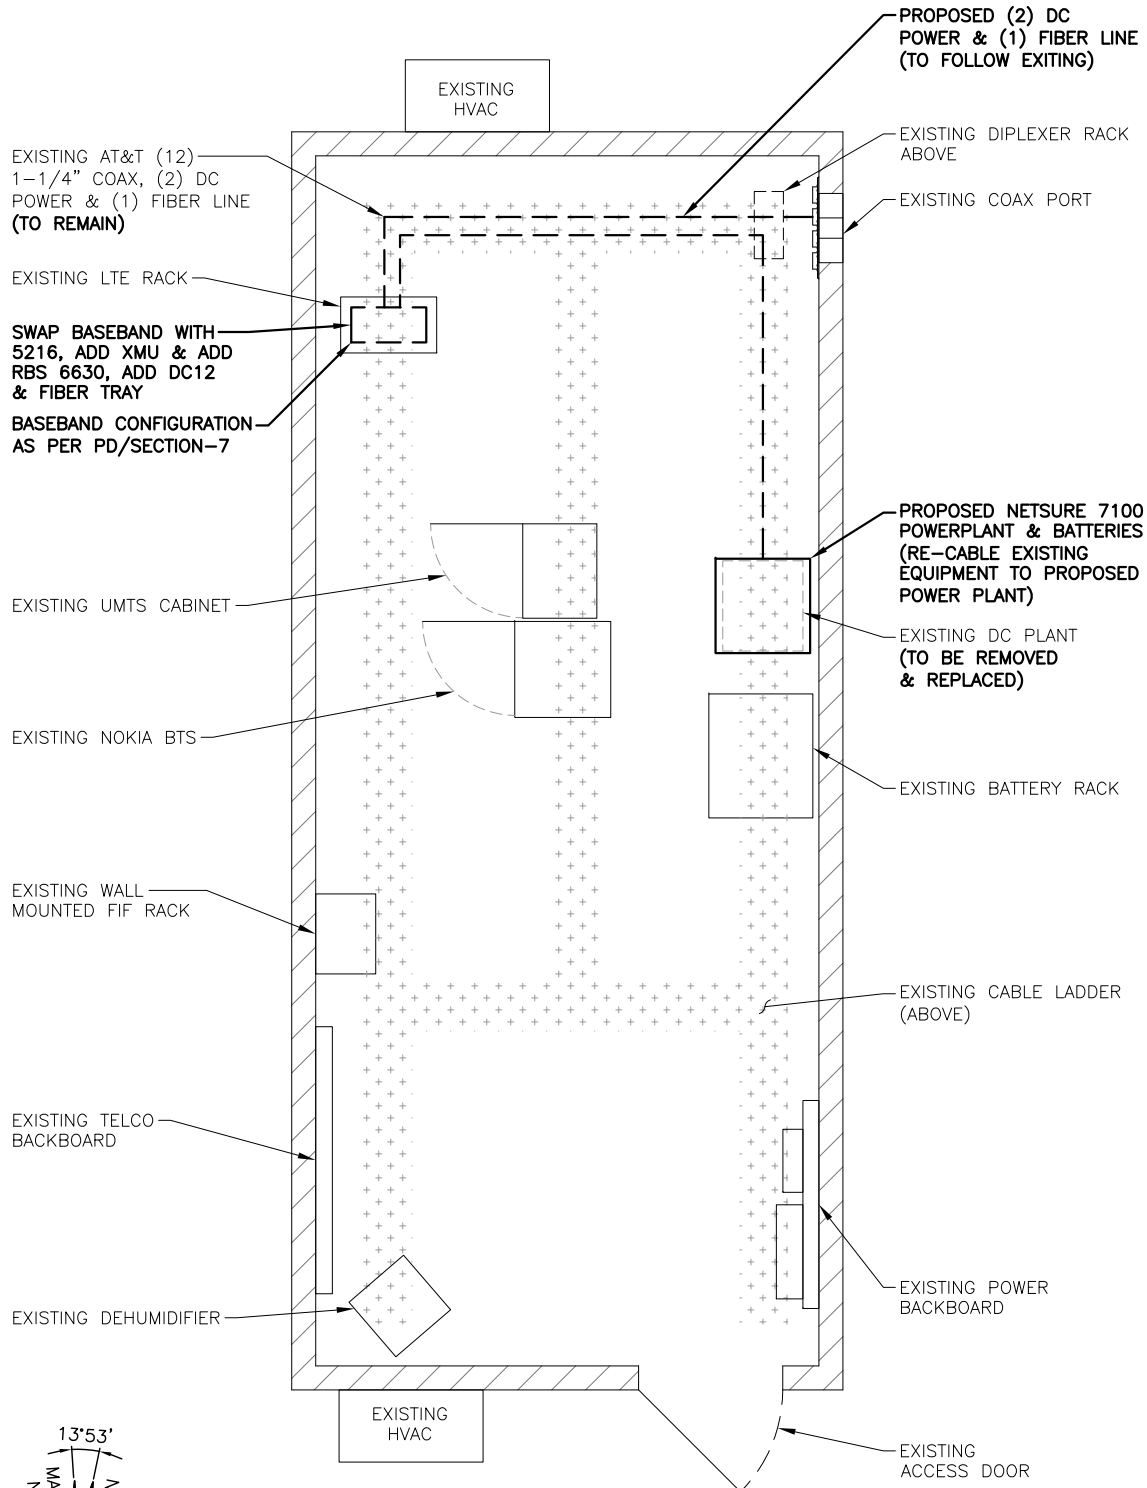 PROPOSED (2) DC
POWER & (1) FIBER LINE
(TO FOLLOW EXITING)
EXISTING
HVAC
EXISTING AT&T (12)
1-1/4" COAX, (2) DC
POWER & (1) FIBER LINE
(TO REMAIN)
EXISTING DIPLEXER RACK
ABOVE
EXISTING COAX PORT
EXISTING LTE RACK
SWAP BASEBAND WITH
5216, ADD XMU & ADD
RBS 6630, ADD DC12
& FIBER TRAY
BASEBAND CONFIGURATION
AS PER PD/SECTION-7
PROPOSED NETSURE 7100
POWERPLANT & BATTERIES
(RE-CABLE EXISTING
EQUIPMENT TO PROPOSED
POWER PLANT)
EXISTING UMTS CABINET
EXISTING DC PLANT
(TO BE REMOVED
& REPLACED)
EXISTING NOKIA BTS
EXISTING BATTERY RACK
EXISTING WALL
MOUNTED FIF RACK
EXISTING CABLE LADDER
(ABOVE)
EXISTING TELCO
BACKBOARD
EXISTING POWER
BACKBOARD
EXISTING DEHUMIDIFIER
EXISTING
HVAC
EXISTING
ACCESS DOOR
13°53'